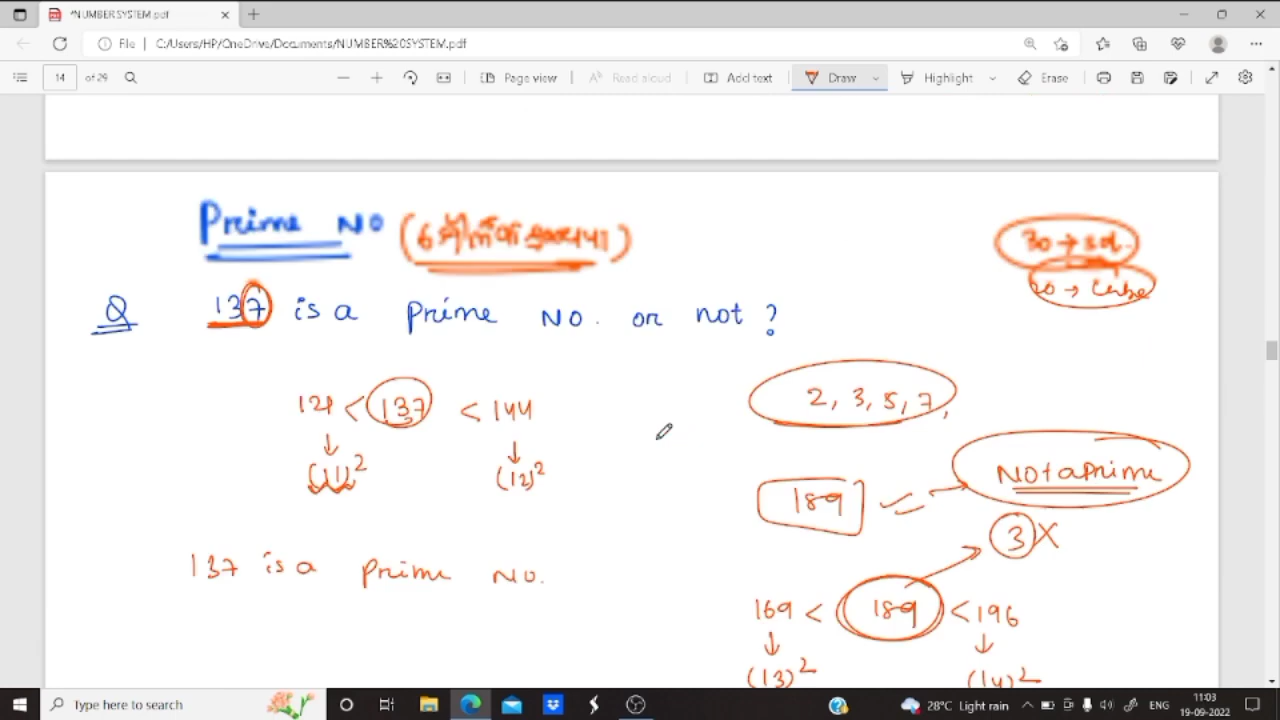 *NUMBER SYSTEM.pdf
File C:/Users/HP/OneDrive/Documents/NUMBER%20SYSTEM.pdf
14 of 29 Page view Read aloud Add text Draw Highlight Erase
Prime No
30 → sq.
20 → Cube
Q 137 is a Prime No. or not?
121 < 137 < 144
(11)² (12)²
2, 3, 5, 7,
189 Not a prime
3 X
137 is a Prime No.
169 < 189 < 196
(13)² (14)²
Type here to search
28°C Light rain ENG 11:03
19-09-2022